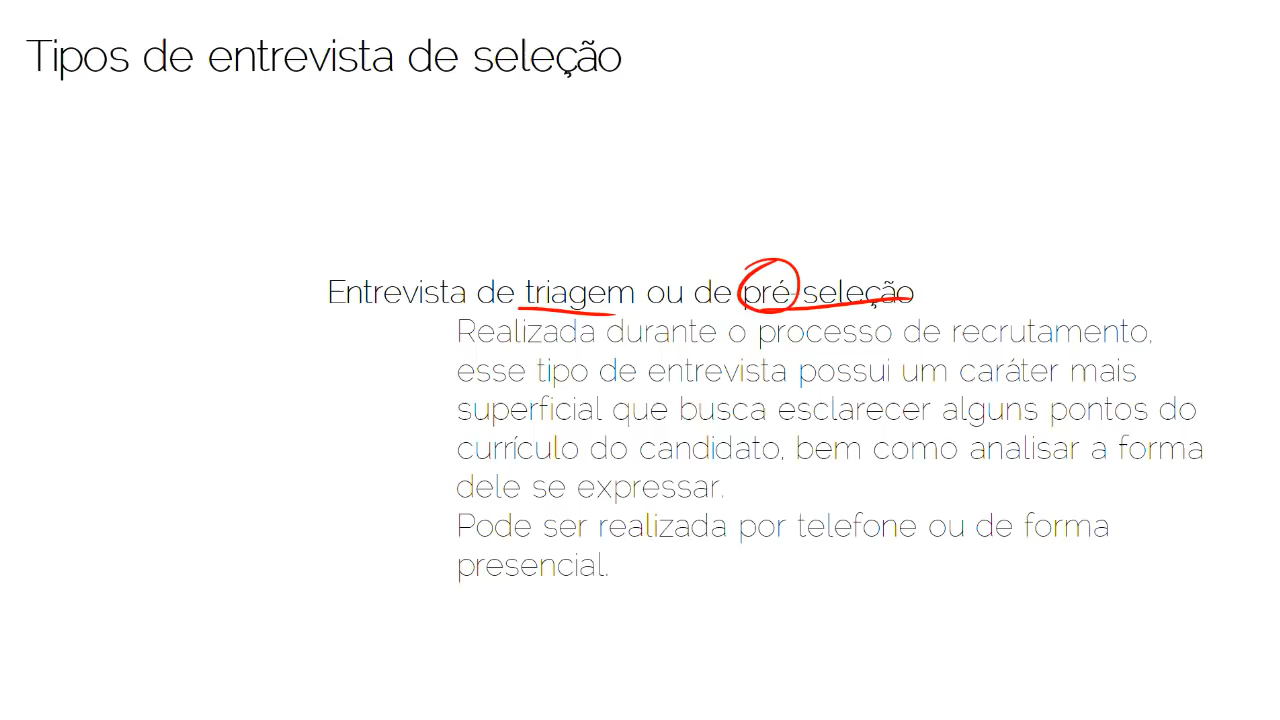 Tipos de entrevista de seleção
Entrevista de triagem ou de pré-seleção
Realizada durante o processo de recrutamento,
esse tipo de entrevista possui um caráter mais
superficial que busca esclarecer alguns pontos do
currículo do candidato, bem como analisar a forma
dele se expressar.
Pode ser realizada por telefone ou de forma
presencial.